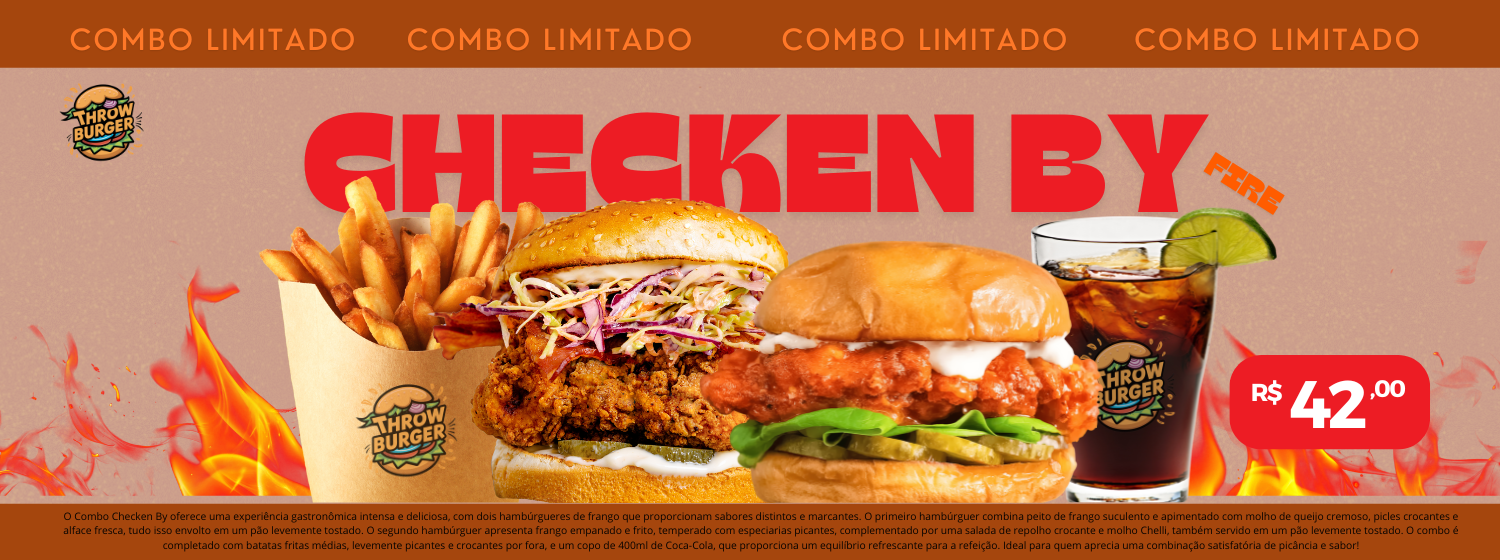 COMBO LIMITADO COMBO LIMITADO COMBO LIMITADO COMBO LIMITADO
THROW
BURGER
CHECKEN BY
FIRE
THROW
BURGER
THROW
BURGER
R$ 42,00
O Combo Checken By oferece uma experiência gastronômica intensa e deliciosa, com dois hambúrgueres de frango que proporcionam sabores distintos e marcantes. O primeiro hambúrguer combina peito de frango suculento e apimentado com molho de queijo cremoso, picles crocantes e
alface fresca, tudo isso envolto em um pão levemente tostado. O segundo hambúrguer apresenta frango empanado e frito, temperado com especiarias picantes, complementado por uma salada de repolho crocante e molho Chelli, também servido em um pão levemente tostado. O combo é
completado com batatas fritas médias, levemente picantes e crocantes por fora, e um copo de 400ml de Coca-Cola, que proporciona um equilíbrio refrescante para a refeição. Ideal para quem aprecia uma combinação satisfatória de picância e sabor!